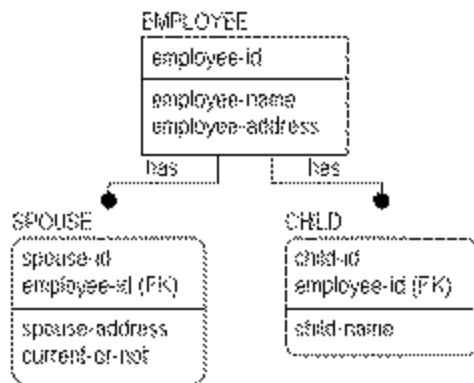 EMPLOYEE
employee-id
employee-name
employee-address
has
has
SPOUSE
spouse-id
employee-id (FK)
spouse-address
current-or-not
CHILD
child-id
employee-id (FK)
child-name